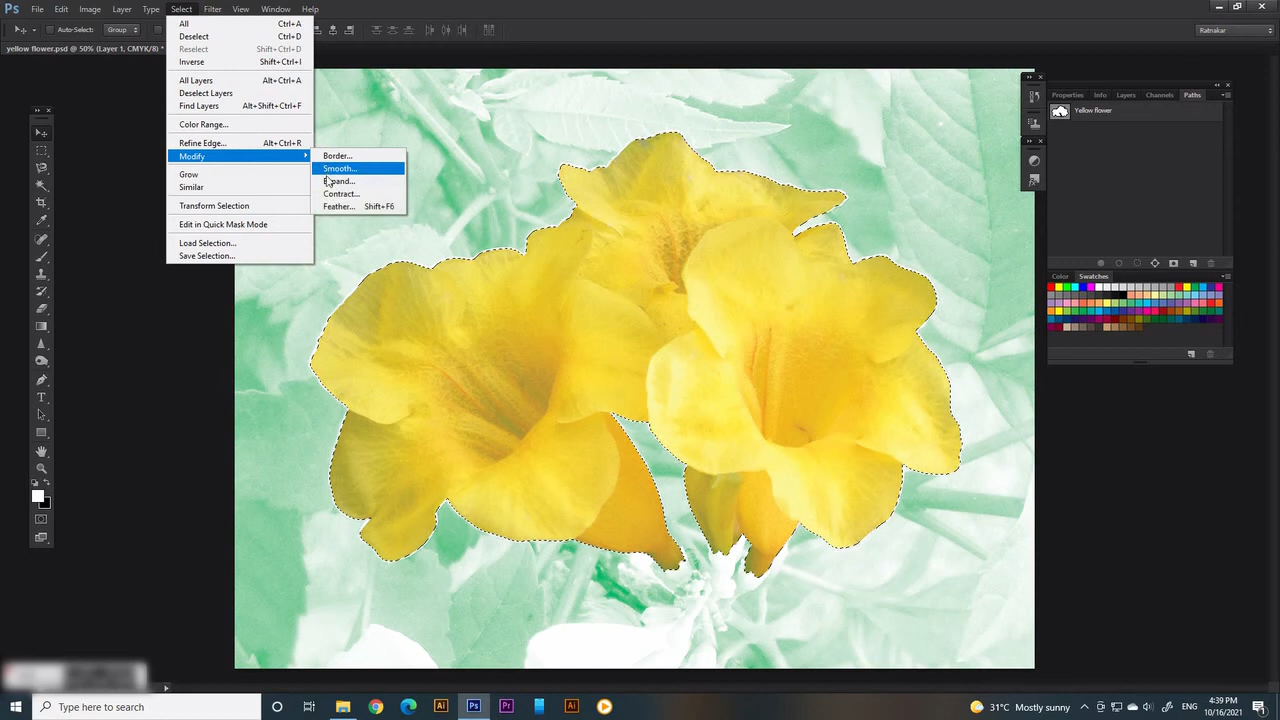 Ps File Edit Image Layer Type Select Filter View Window Help
Auto-Select: Group Ratnakar
yellow flower.psd @ 50% (Layer 1, CMYK/8) *
All Ctrl+A
Deselect Ctrl+D
Reselect Shift+Ctrl+D
Inverse Shift+Ctrl+I
All Layers Alt+Ctrl+A
Deselect Layers
Find Layers Alt+Shift+Ctrl+F
Color Range...
Refine Edge... Alt+Ctrl+R
Modify
Grow
Similar
Transform Selection
Edit in Quick Mask Mode
Load Selection...
Save Selection...
Border...
Smooth...
Expand...
Contract...
Feather... Shift+F6
Properties Info Layers Channels Paths
Yellow flower
Color Swatches
Type here to search
Ai Ps Pr Ai
31°C Mostly sunny
ENG
4:39 PM
10/16/2021